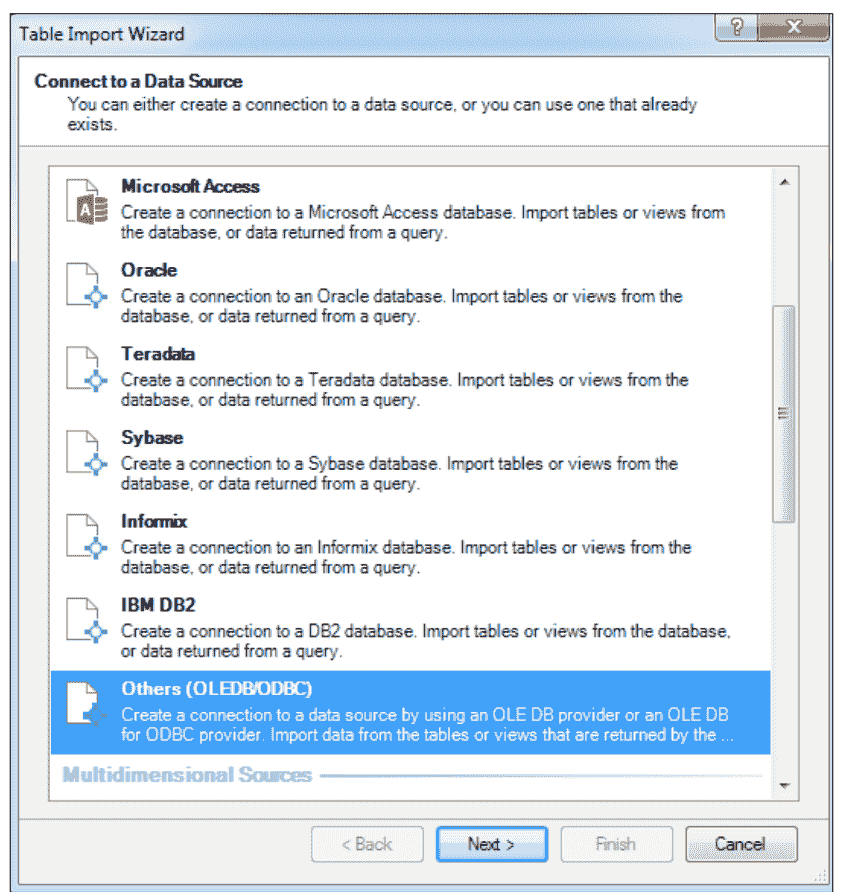 Table Import Wizard
?
X
Connect to a Data Source
You can either create a connection to a data source, or you can use one that already
exists.
Microsoft Access
A
Create a connection to a Microsoft Access database. Import tables or views from
the database, or data returned from a query.
Oracle
Create a connection to an Oracle database. Import tables or views from the
database, or data returned from a query.
Teradata
Create a connection to a Teradata database. Import tables or views from the
database, or data returned from a query.
Sybase
Create a connection to a Sybase database. Import tables or views from the
database, or data returned from a query.
Informix
Create a connection to an Informix database. Import tables or views from the
database, or data returned from a query.
IBM DB2
Create a connection to a DB2 database. Import tables or views from the database,
or data returned from a query.
Others (OLEDB/ODBC)
Create a connection to a data source by using an OLE DB provider or an OLE DB
for ODBC provider. Import data from the tables or views that are returned by the ...
Multidimensional Sources
< Back Next > Finish Cancel